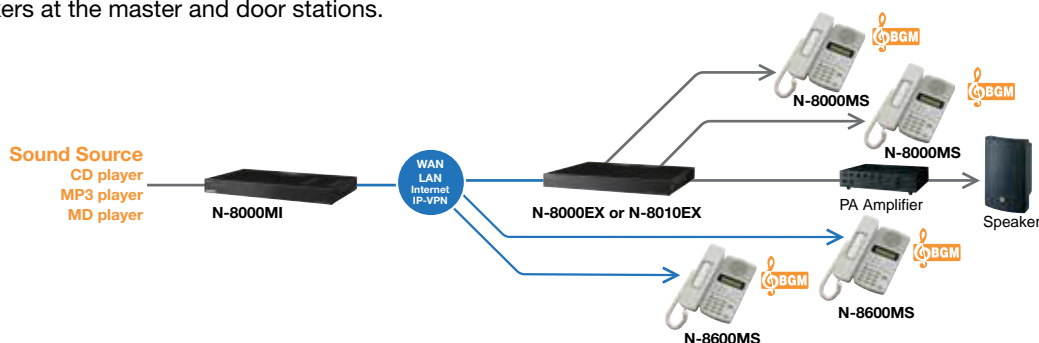 kers at the master and door stations.
BGM
N-8000MS
BGM
N-8000MS
Sound Source
CD player
MP3 player
MD player
N-8000MI
WAN
LAN
Internet
IP-VPN
N-8000EX or N-8010EX
PA Amplifier
Speaker
BGM
N-8600MS
BGM
N-8600MS